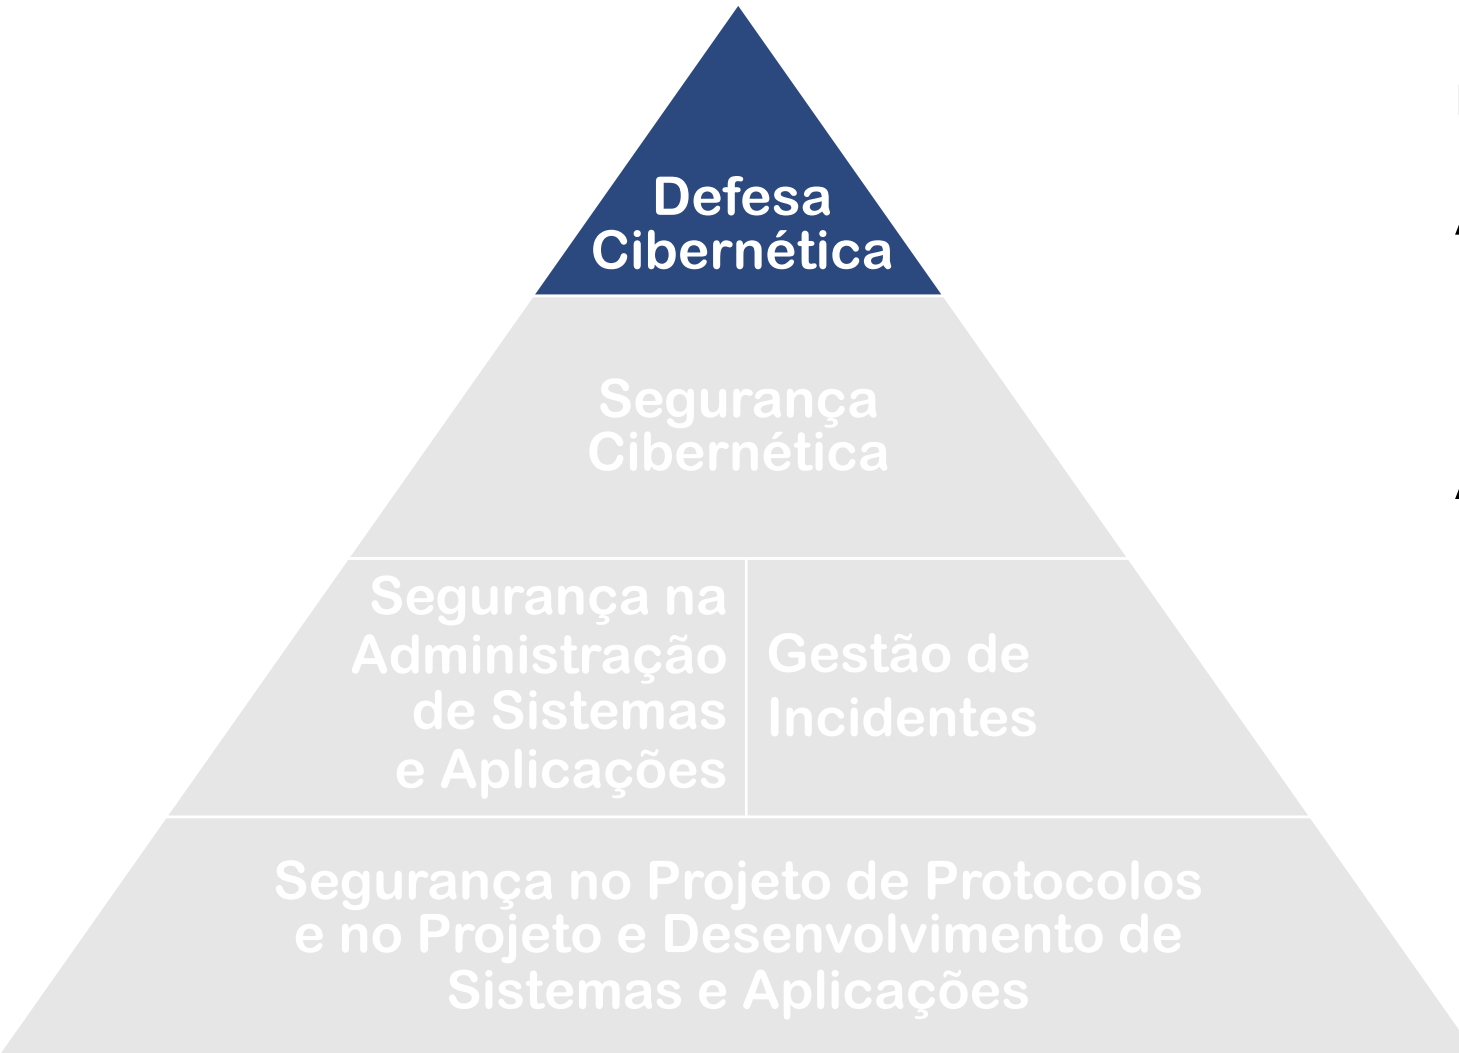 Defesa
Cibernética
Segurança
Cibernética
Segurança na
Administração
de Sistemas
e Aplicações
Gestão de
Incidentes
Segurança no Projeto de Protocolos
e no Projeto e Desenvolvimento de
Sistemas e Aplicações